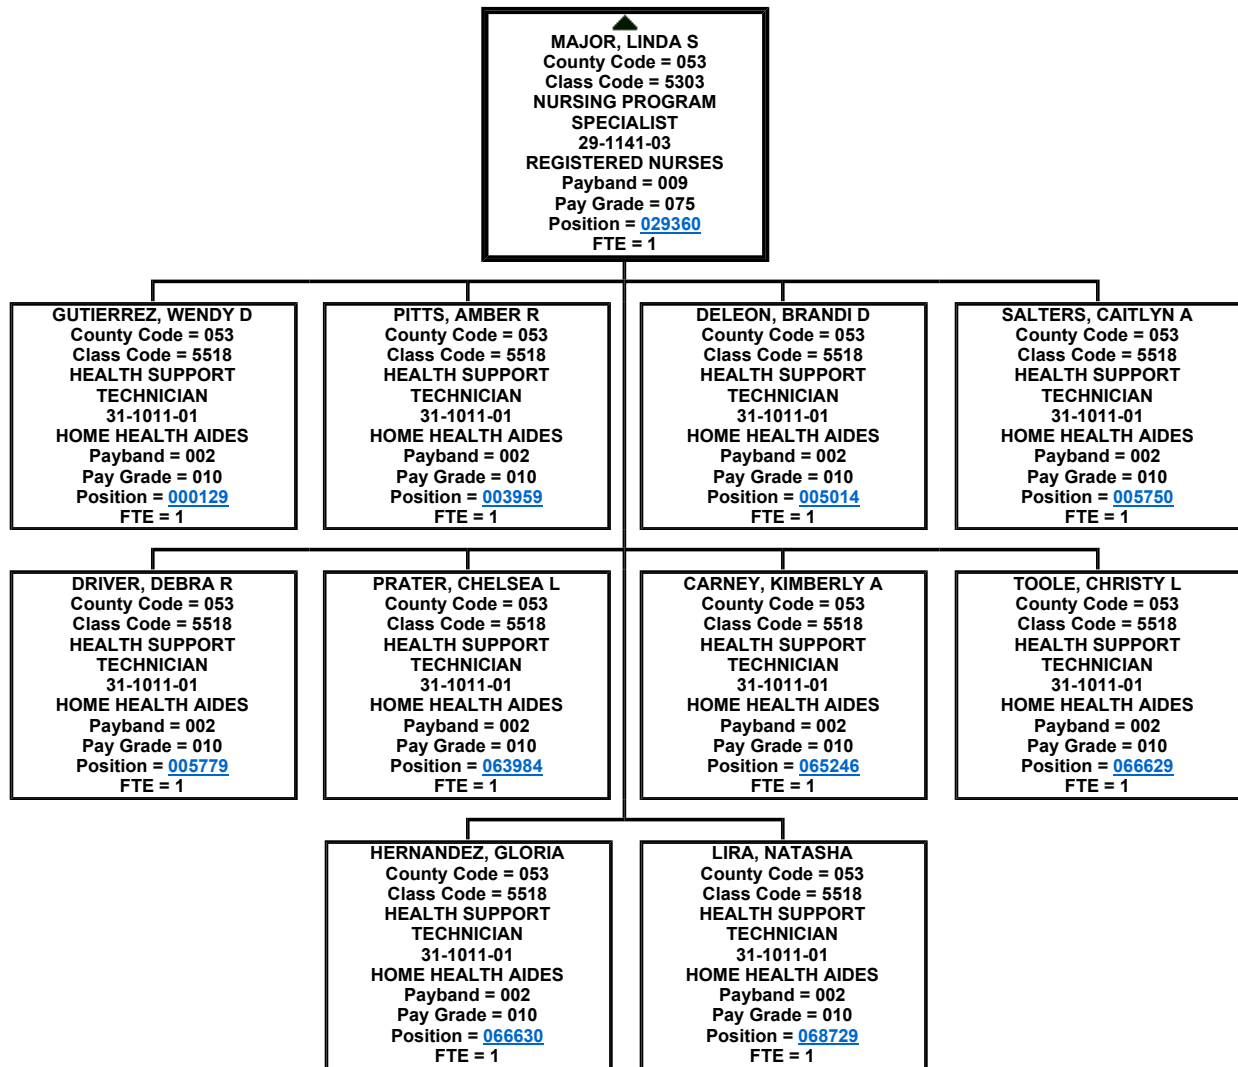 MAJOR, LINDA S
County Code = 053
Class Code = 5303
NURSING PROGRAM
SPECIALIST
29-1141-03
REGISTERED NURSES
Payband = 009
Pay Grade = 075
Position = 029360
FTE = 1
GUTIERREZ, WENDY D
County Code = 053
Class Code = 5518
HEALTH SUPPORT
TECHNICIAN
31-1011-01
HOME HEALTH AIDES
Payband = 002
Pay Grade = 010
Position = 000129
FTE = 1
PITTS, AMBER R
County Code = 053
Class Code = 5518
HEALTH SUPPORT
TECHNICIAN
31-1011-01
HOME HEALTH AIDES
Payband = 002
Pay Grade = 010
Position = 003959
FTE = 1
DELEON, BRANDI D
County Code = 053
Class Code = 5518
HEALTH SUPPORT
TECHNICIAN
31-1011-01
HOME HEALTH AIDES
Payband = 002
Pay Grade = 010
Position = 005014
FTE = 1
SALTERS, CAITLYN A
County Code = 053
Class Code = 5518
HEALTH SUPPORT
TECHNICIAN
31-1011-01
HOME HEALTH AIDES
Payband = 002
Pay Grade = 010
Position = 005750
FTE = 1
DRIVER, DEBRA R
County Code = 053
Class Code = 5518
HEALTH SUPPORT
TECHNICIAN
31-1011-01
HOME HEALTH AIDES
Payband = 002
Pay Grade = 010
Position = 005779
FTE = 1
PRATER, CHELSEA L
County Code = 053
Class Code = 5518
HEALTH SUPPORT
TECHNICIAN
31-1011-01
HOME HEALTH AIDES
Payband = 002
Pay Grade = 010
Position = 063984
FTE = 1
CARNEY, KIMBERLY A
County Code = 053
Class Code = 5518
HEALTH SUPPORT
TECHNICIAN
31-1011-01
HOME HEALTH AIDES
Payband = 002
Pay Grade = 010
Position = 065246
FTE = 1
TOOLE, CHRISTY L
County Code = 053
Class Code = 5518
HEALTH SUPPORT
TECHNICIAN
31-1011-01
HOME HEALTH AIDES
Payband = 002
Pay Grade = 010
Position = 066629
FTE = 1
HERNANDEZ, GLORIA
County Code = 053
Class Code = 5518
HEALTH SUPPORT
TECHNICIAN
31-1011-01
HOME HEALTH AIDES
Payband = 002
Pay Grade = 010
Position = 066630
FTE = 1
LIRA, NATASHA
County Code = 053
Class Code = 5518
HEALTH SUPPORT
TECHNICIAN
31-1011-01
HOME HEALTH AIDES
Payband = 002
Pay Grade = 010
Position = 068729
FTE = 1